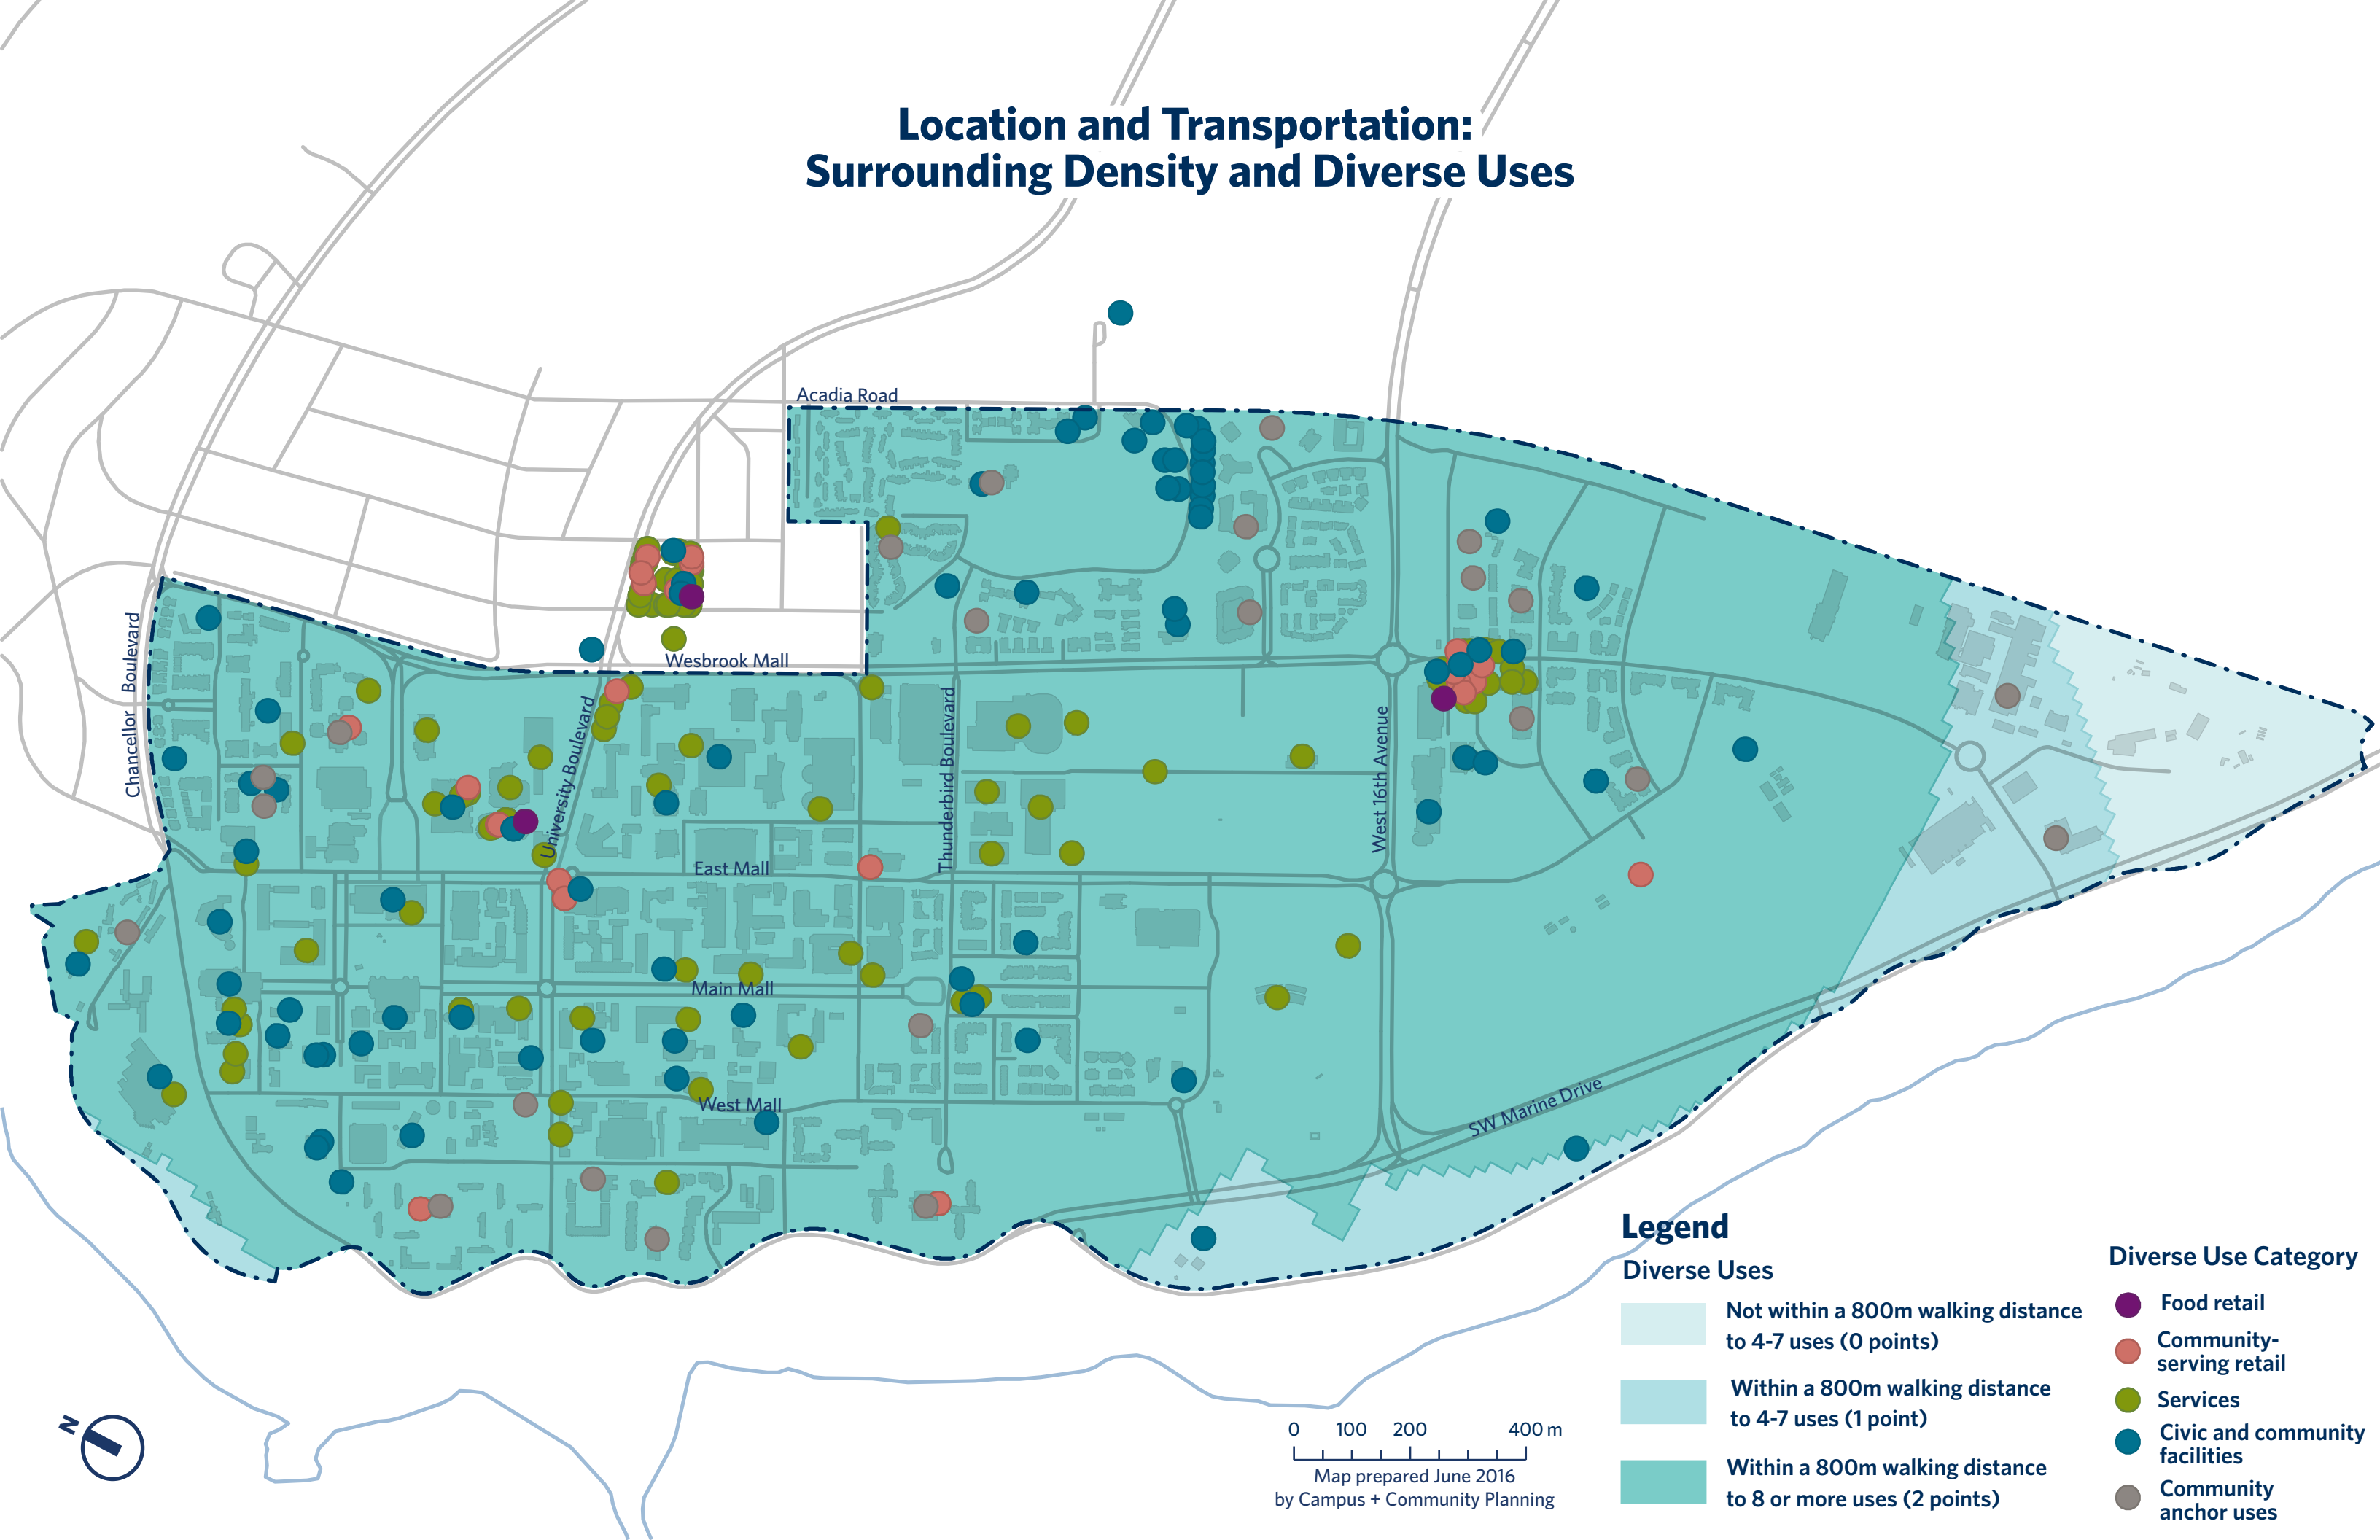 Location and Transportation:
Surrounding Density and Diverse Uses
Acadia Road
Chancellor Boulevard
Wesbrook Mall
University Boulevard
Thunderbird Boulevard
West 16th Avenue
East Mall
Main Mall
West Mall
SW Marine Drive
N
0 100 200 400 m
Map prepared June 2016
by Campus + Community Planning
Legend
Diverse Uses
Not within a 800m walking distance
to 4-7 uses (0 points)
Within a 800m walking distance
to 4-7 uses (1 point)
Within a 800m walking distance
to 8 or more uses (2 points)
Diverse Use Category
Food retail
Community-
serving retail
Services
Civic and community
facilities
Community
anchor uses